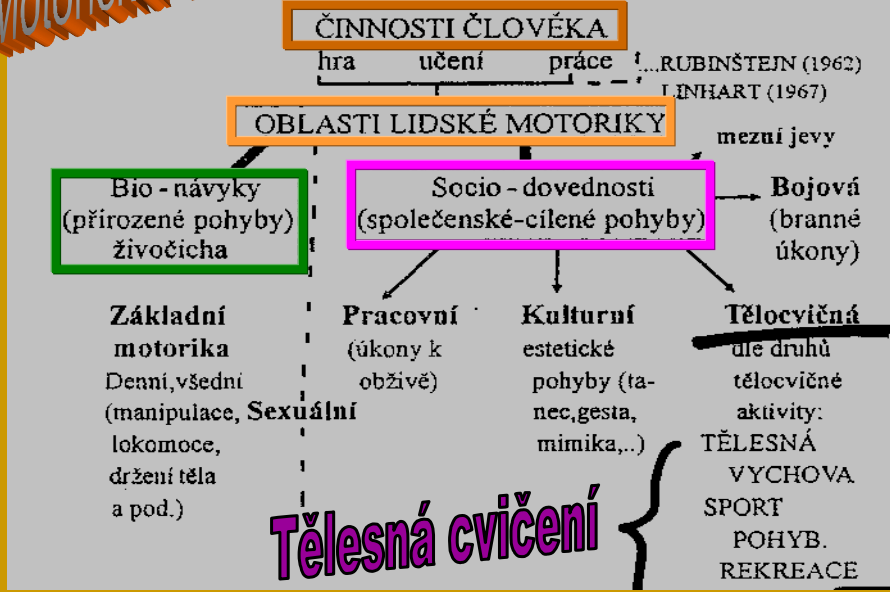 ČINNOSTI ČLOVĚKA
hra učení práce
...,RUBINŠTEJN (1962)
LINHART (1967)
OBLASTI LIDSKÉ MOTORIKY
mezní jevy
Bio - návyky
(přirozené pohyby)
živočicha
Socio - dovednosti
(společenské-cílené pohyby)
Bojová
(branné
úkony)
Základní
motorika
Denní,všední
(manipulace, Sexuální
lokomoce,
držení těla
a pod.)
Pracovní
(úkony k
obživě)
Kulturní
estetické
pohyby (ta-
nec,gesta,
mimika,..)
Tělocvičná
dle druhů
tělocvičné
aktivity:
TĚLESNÁ
VYCHOVA
SPORT
POHYB.
REKREACE
Tělesná cvičení